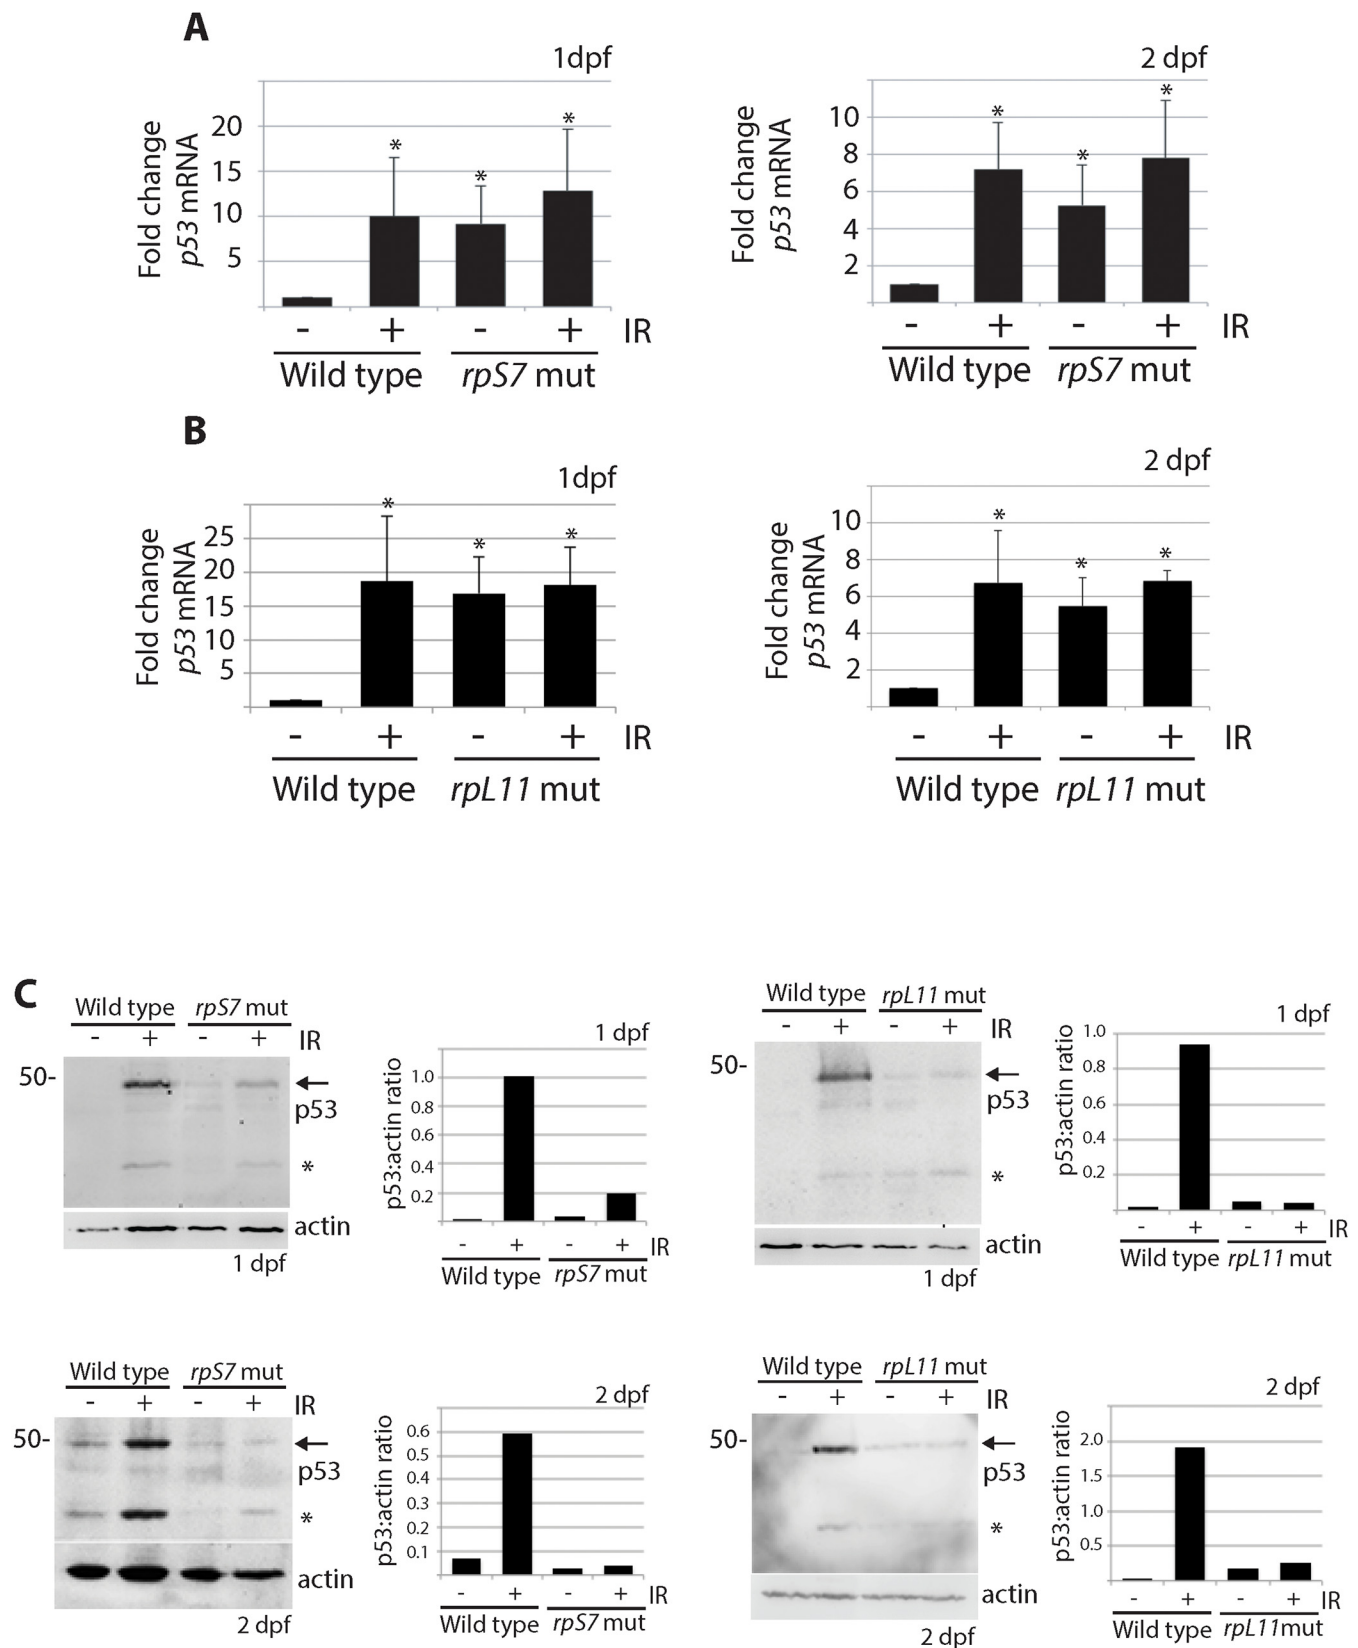 A
1dpf
Fold change
p53 mRNA
20
15
10
5
* * *
- + - + IR
Wild type rpS7 mut
2 dpf
Fold change
p53 mRNA
10
8
6
4
2
* * *
- + - + IR
Wild type rpS7 mut
B
1dpf
Fold change
p53 mRNA
25
20
15
10
5
* * *
- + - + IR
Wild type rpL11 mut
2 dpf
Fold change
p53 mRNA
10
8
6
4
2
* * *
- + - + IR
Wild type rpL11 mut
C
Wild type rpS7 mut
- + - + IR
50-
p53
*
actin
1 dpf
1 dpf
p53:actin ratio
1.0
0.8
0.6
0.4
0.2
- + - + IR
Wild type rpS7 mut
Wild type rpL11 mut
- + - + IR
50-
p53
*
actin
1 dpf
1 dpf
p53:actin ratio
1.0
0.8
0.6
0.4
0.2
- + - + IR
Wild type rpL11 mut
Wild type rpS7 mut
- + - + IR
50-
p53
*
actin
2 dpf
2 dpf
p53:actin ratio
0.6
0.5
0.4
0.3
0.2
0.1
- + - + IR
Wild type rpS7 mut
Wild type rpL11 mut
- + - + IR
50-
p53
*
actin
2 dpf
2 dpf
p53:actin ratio
2.0
1.5
1.0
0.5
- + - + IR
Wild type rpL11mut